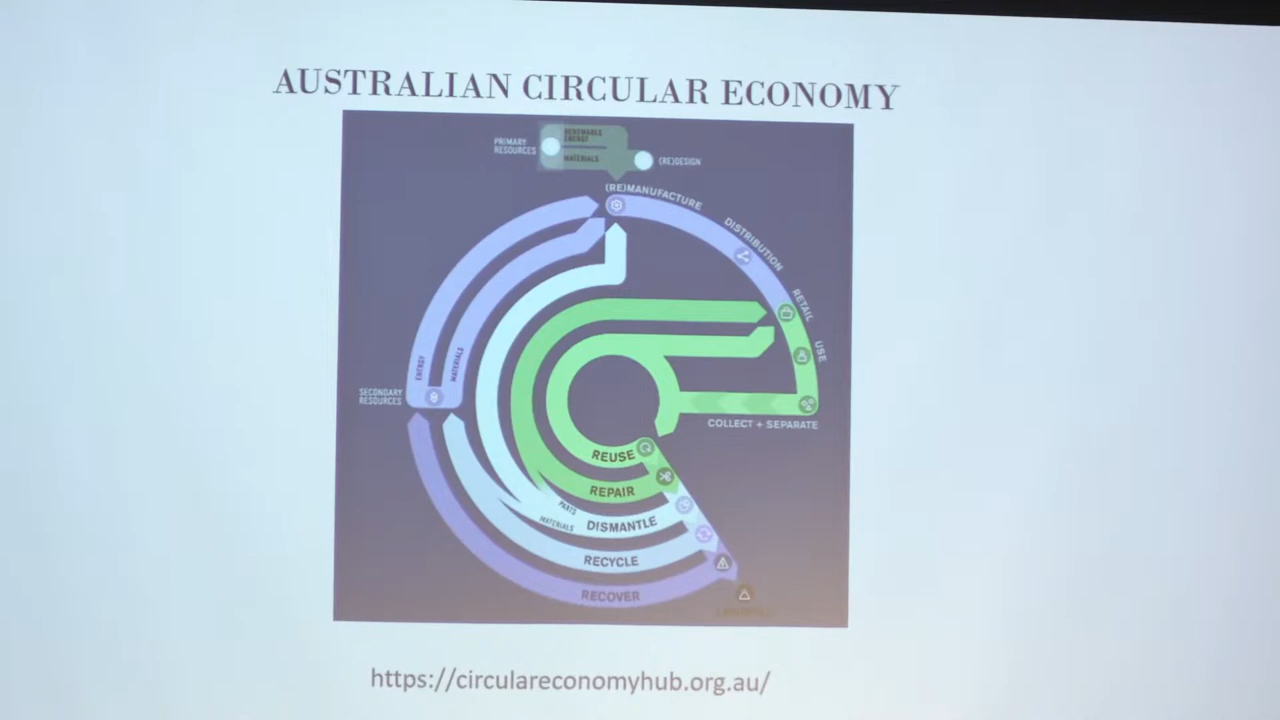 AUSTRALIAN CIRCULAR ECONOMY
PRIMARY
RESOURCES
RENEWABLE
ENERGY
MATERIALS
(RE)DESIGN
(RE)MANUFACTURE
DISTRIBUTION
RETAIL
USE
ENERGY
MATERIALS
SECONDARY
RESOURCES
COLLECT + SEPARATE
REUSE
REPAIR
PARTS
MATERIALS
DISMANTLE
RECYCLE
RECOVER
LANDFILL
https://circulareconomyhub.org.au/